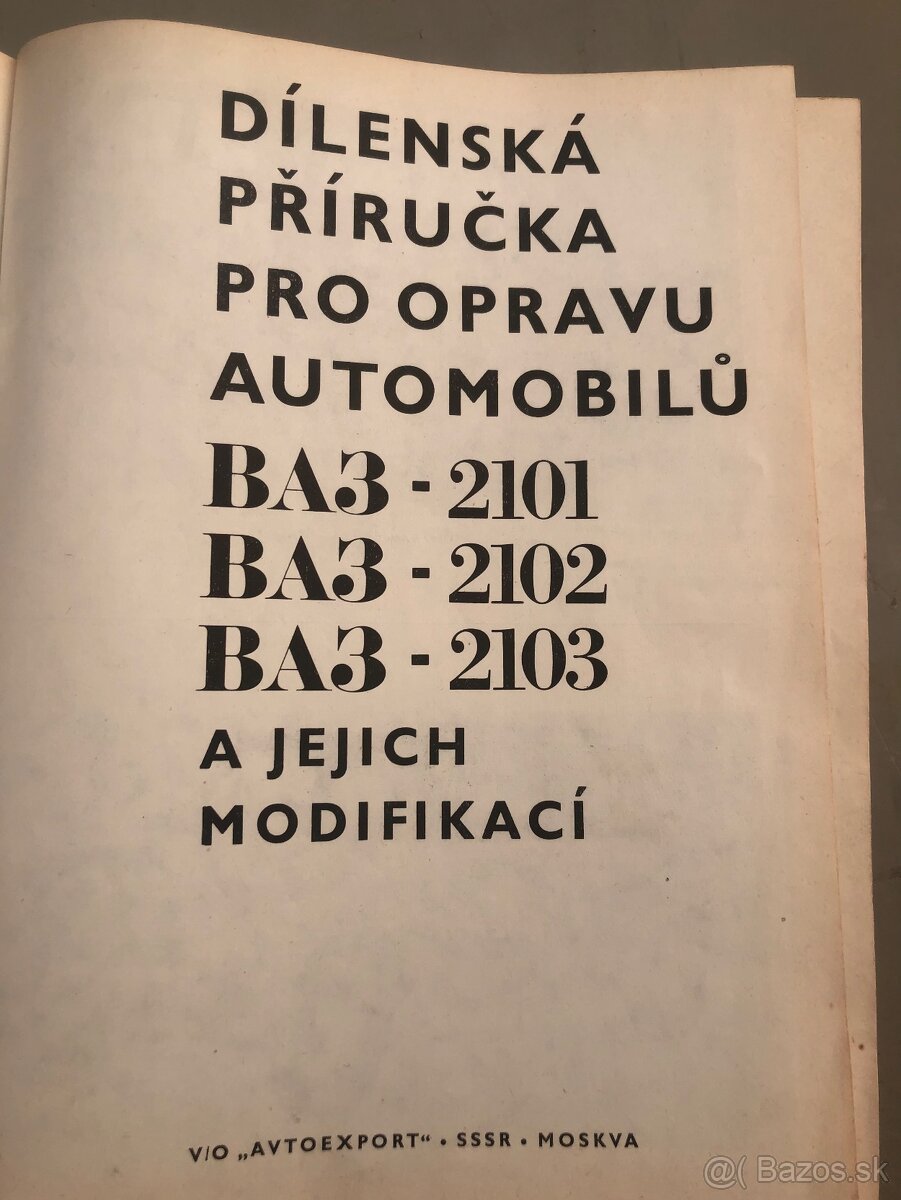 DÍLENSKÁ
PŘÍRUČKA
PRO OPRAVU
AUTOMOBILŮ
ВАЗ - 2101
ВАЗ - 2102
ВАЗ - 2103
A JEJICH
MODIFIKACÍ
V/O „AVTOEXPORT“ • SSSR • MOSKVA
@( Bazos.sk